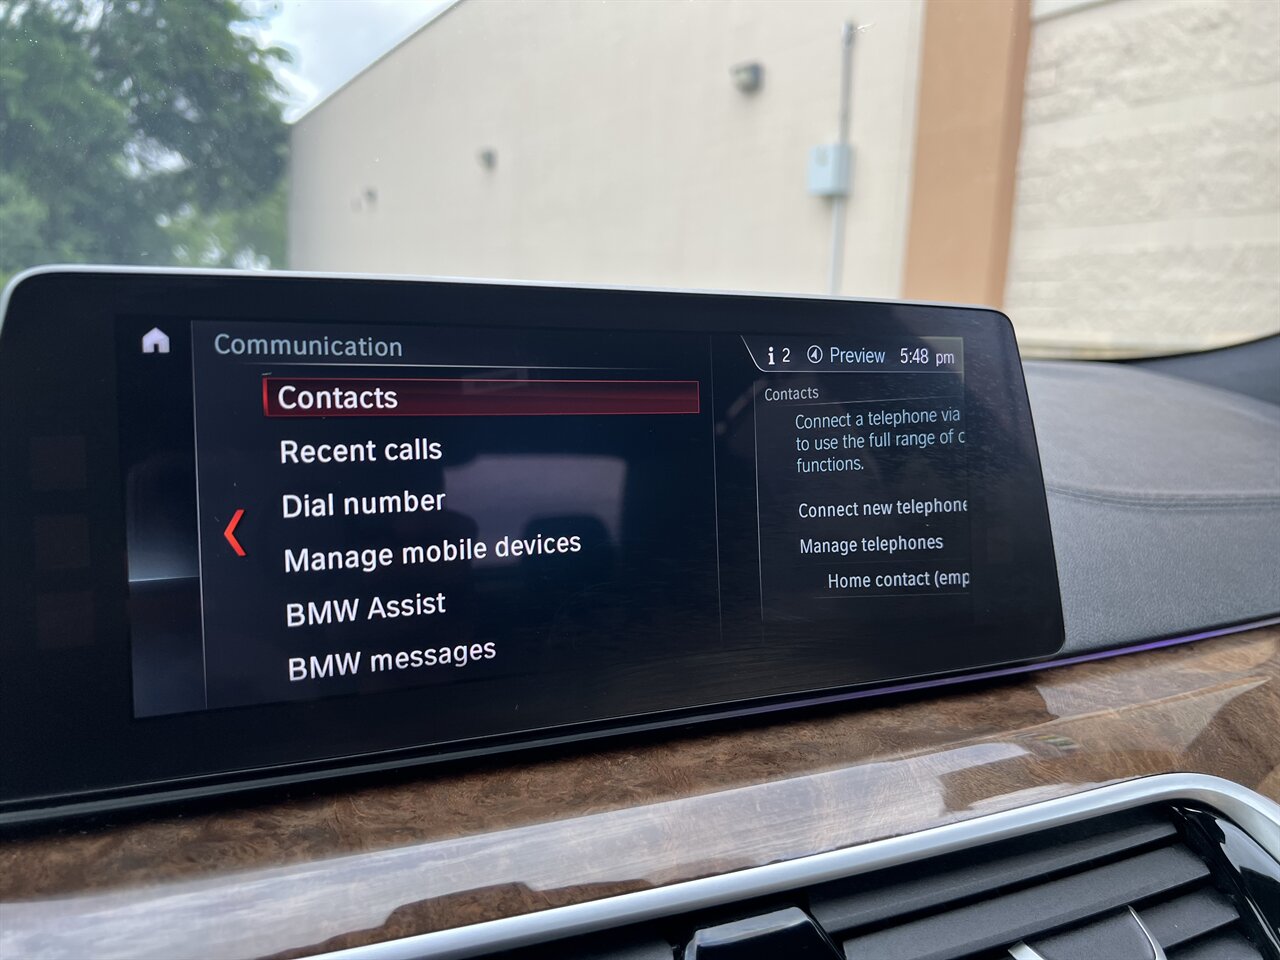 Communication
i 2 Preview 5:48 pm
Contacts
Recent calls
Dial number
Manage mobile devices
BMW Assist
BMW messages
Contacts
Connect a telephone via
to use the full range of c
functions.
Connect new telephone
Manage telephones
Home contact (emp